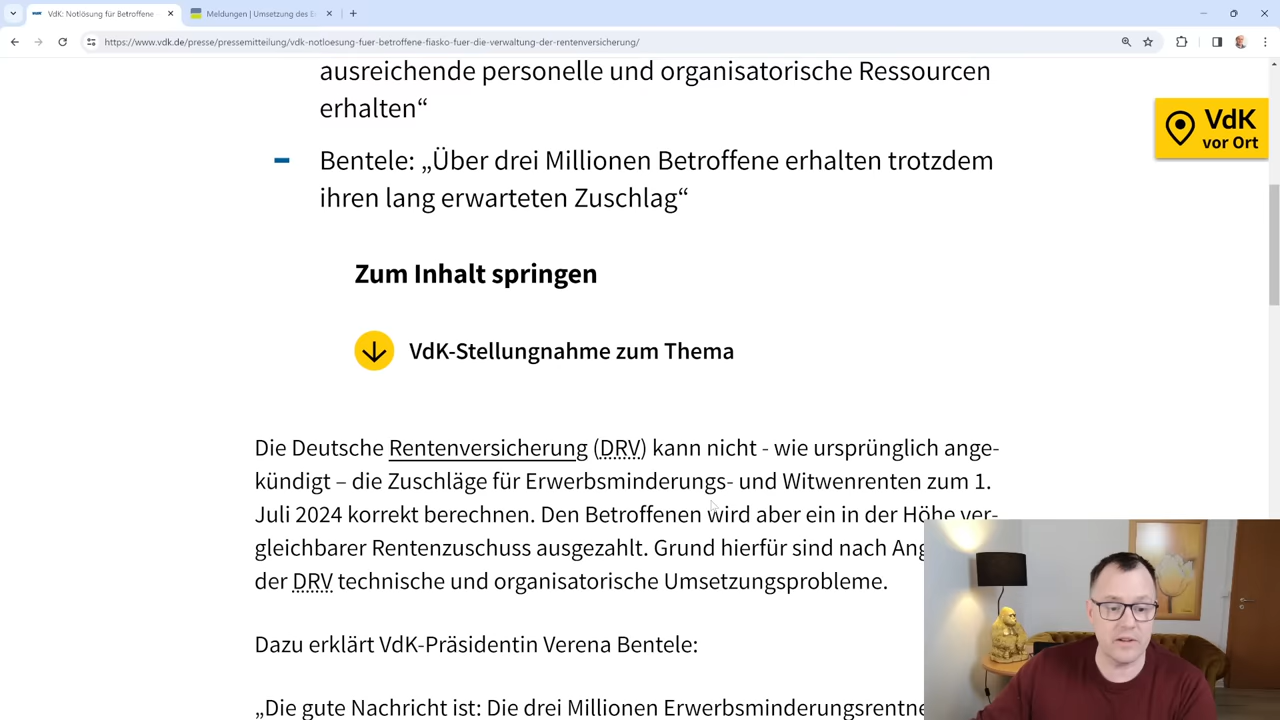 VdK: Notlösung für Betroffene
Meldungen | Umsetzung des
https://www.vdk.de/presse/pressemitteilung/vdk-notloesung-fuer-betroffene-fiasko-fuer-die-verwaltung-der-rentenversicherung/
ausreichende personelle und organisatorische Ressourcen
erhalten“
VdK
vor Ort
Bentele: „Über drei Millionen Betroffene erhalten trotzdem
ihren lang erwarteten Zuschlag“
Zum Inhalt springen
VdK-Stellungnahme zum Thema
Die Deutsche Rentenversicherung (DRV) kann nicht - wie ursprünglich ange-
kündigt – die Zuschläge für Erwerbsminderungs- und Witwenrenten zum 1.
Juli 2024 korrekt berechnen. Den Betroffenen wird aber ein in der Höhe ver-
gleichbarer Rentenzuschuss ausgezahlt. Grund hierfür sind nach
der DRV technische und organisatorische Umsetzungsprobleme.
Dazu erklärt VdK-Präsidentin Verena Bentele:
„Die gute Nachricht ist: Die drei Millionen